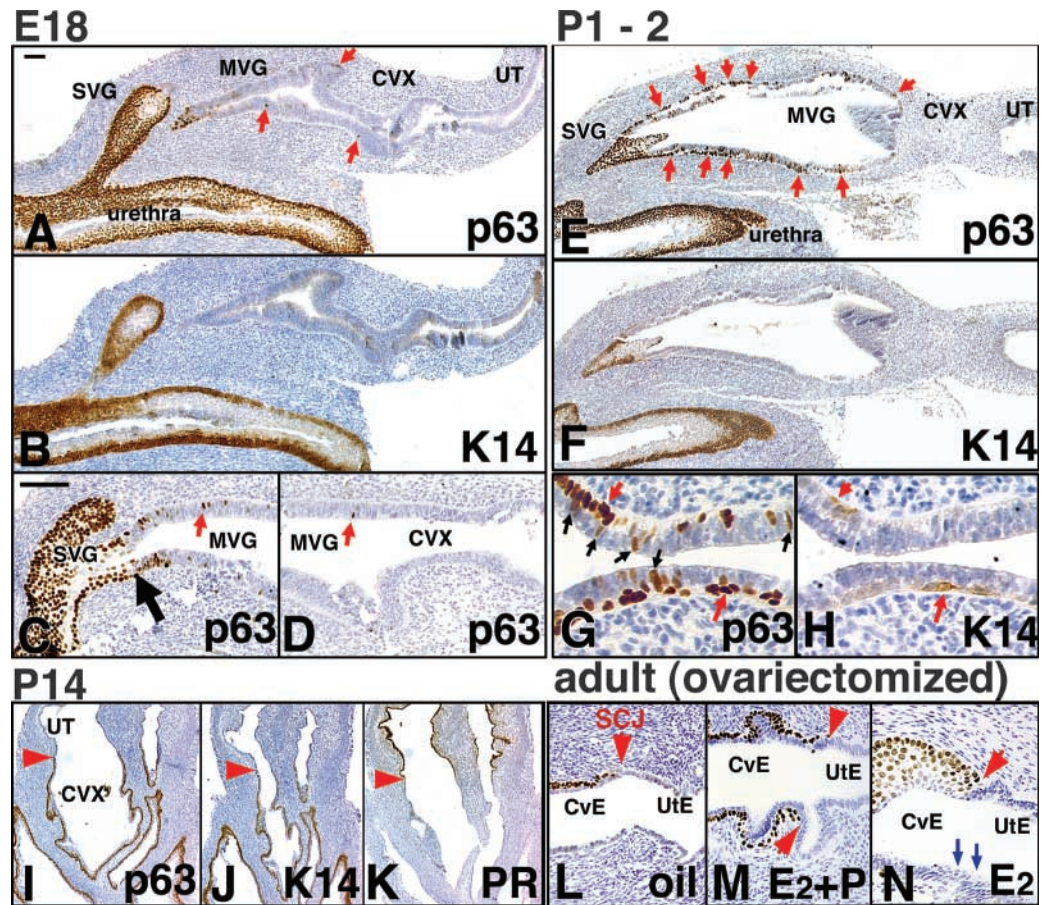 E18
P1 - 2
SVG MVG CVX UT
urethra
A p63
SVG MVG CVX UT
urethra
E p63
B K14
F K14
SVG MVG
C p63
MVG CVX
D
G p63
H K14
P14
adult (ovariectomized)
UT
CVX
I p63
J K14
K PR
SCJ
CvE UtE
L oil
CvE UtE
M E2+P
CvE UtE
N E2